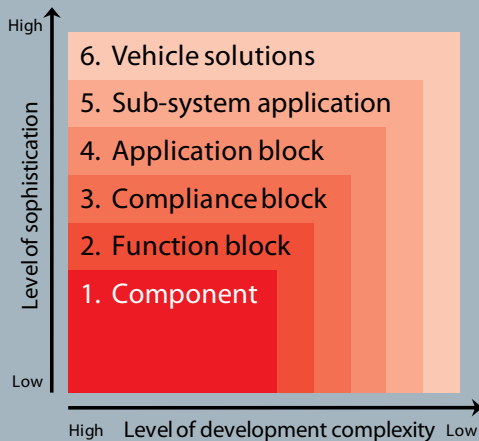 High
6. Vehicle solutions
5. Sub-system application
4. Application block
3. Compliance block
2. Function block
1. Component
Level of sophistication
Low
High Level of development complexity Low